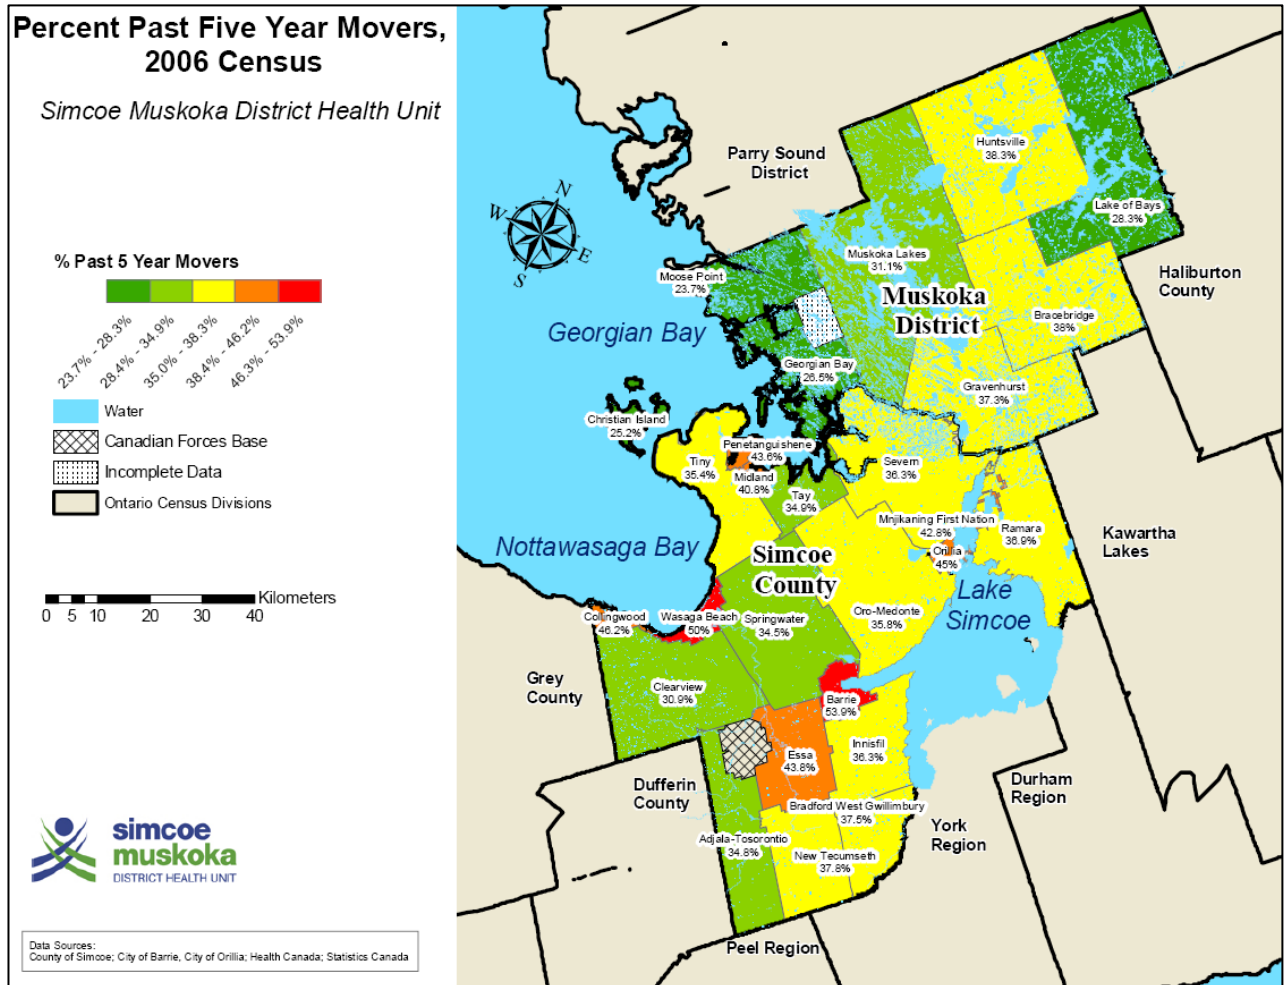 Percent Past Five Year Movers,
2006 Census
Simcoe Muskoka District Health Unit
% Past 5 Year Movers
23.7% - 28.3%
28.4% - 34.9%
35.0% - 38.3%
38.4% - 46.2%
46.3% - 53.9%
Water
Canadian Forces Base
Incomplete Data
Ontario Census Divisions
Kilometers
0 5 10 20 30 40
simcoe
muskoka
DISTRICT HEALTH UNIT
Data Sources:
County of Simcoe; City of Barrie, City of Orillia; Health Canada; Statistics Canada
N
W
E
S
Parry Sound
District
Huntsville
38.3%
Lake of Bays
28.3%
Muskoka Lakes
31.1%
Moose Point
23.7%
Haliburton
County
Muskoka
District
Bracebridge
38%
Georgian Bay
Georgian Bay
26.5%
Gravenhurst
37.3%
Christian Island
25.2%
Penetanguishene
43.6%
Tiny
35.4%
Midland
40.8%
Severn
36.3%
Tay
34.9%
Mnjikaning First Nation
42.8%
Ramara
36.9%
Kawartha
Lakes
Nottawasaga Bay
Simcoe
County
Orillia
45%
Lake
Simcoe
Collingwood
46.2%
Wasaga Beach
50%
Springwater
34.5%
Oro-Medonte
35.8%
Grey
County
Clearview
30.9%
Barrie
53.9%
Essa
43.8%
Innisfil
36.3%
Dufferin
County
Durham
Region
Bradford West Gwillimbury
37.5%
York
Region
Adjala-Tosorontio
34.8%
New Tecumseth
37.8%
Peel Region